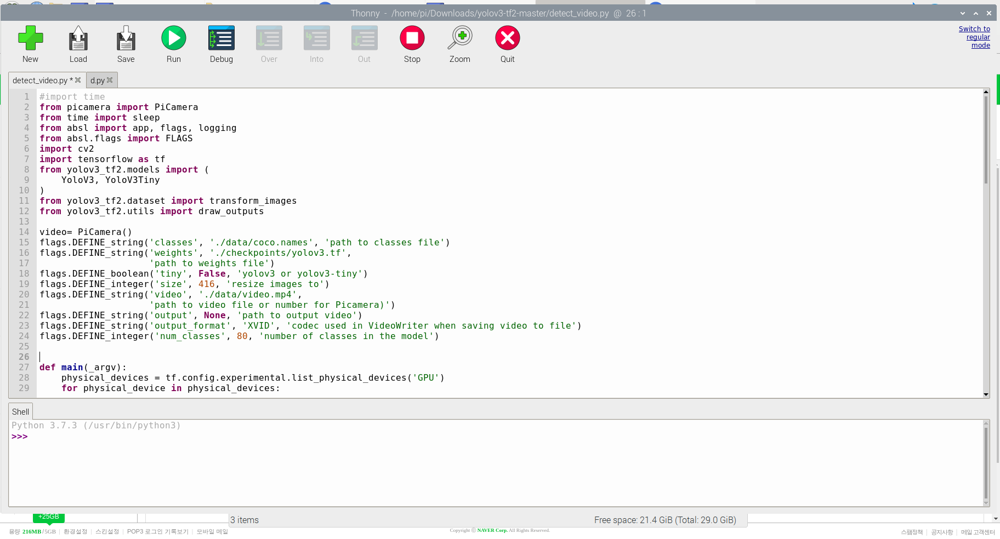 Thonny - /home/pi/Downloads/yolov3-tf2-master/detect_video.py @ 26 : 1
New Load Save Run Debug Over Into Out Stop Zoom Quit
Switch to
regular
mode
detect_video.py * d.py
1 #import time
2 from picamera import PiCamera
3 from time import sleep
4 from absl import app, flags, logging
5 from absl.flags import FLAGS
6 import cv2
7 import tensorflow as tf
8 from yolov3_tf2.models import (
9     YoloV3, YoloV3Tiny
10 )
11 from yolov3_tf2.dataset import transform_images
12 from yolov3_tf2.utils import draw_outputs
13
14 video= PiCamera()
15 flags.DEFINE_string('classes', './data/coco.names', 'path to classes file')
16 flags.DEFINE_string('weights', './checkpoints/yolov3.tf',
17                     'path to weights file')
18 flags.DEFINE_boolean('tiny', False, 'yolov3 or yolov3-tiny')
19 flags.DEFINE_integer('size', 416, 'resize images to')
20 flags.DEFINE_string('video', './data/video.mp4',
21                     'path to video file or number for Picamera)')
22 flags.DEFINE_string('output', None, 'path to output video')
23 flags.DEFINE_string('output_format', 'XVID', 'codec used in VideoWriter when saving video to file')
24 flags.DEFINE_integer('num_classes', 80, 'number of classes in the model')
25
26
27 def main(_argv):
28     physical_devices = tf.config.experimental.list_physical_devices('GPU')
29     for physical_device in physical_devices:
Shell
Python 3.7.3 (/usr/bin/python3)
>>>
+25GB
3 items Free space: 21.4 GiB (Total: 29.0 GiB)
용량 216MB/5GB | 환경설정 | 스킨설정 | POP3 로그인 기록보기 | 모바일 메일
Copyright ⓒ NAVER Corp. All Rights Reserved.
스팸정책 | 공지사항 | 메일 고객센터